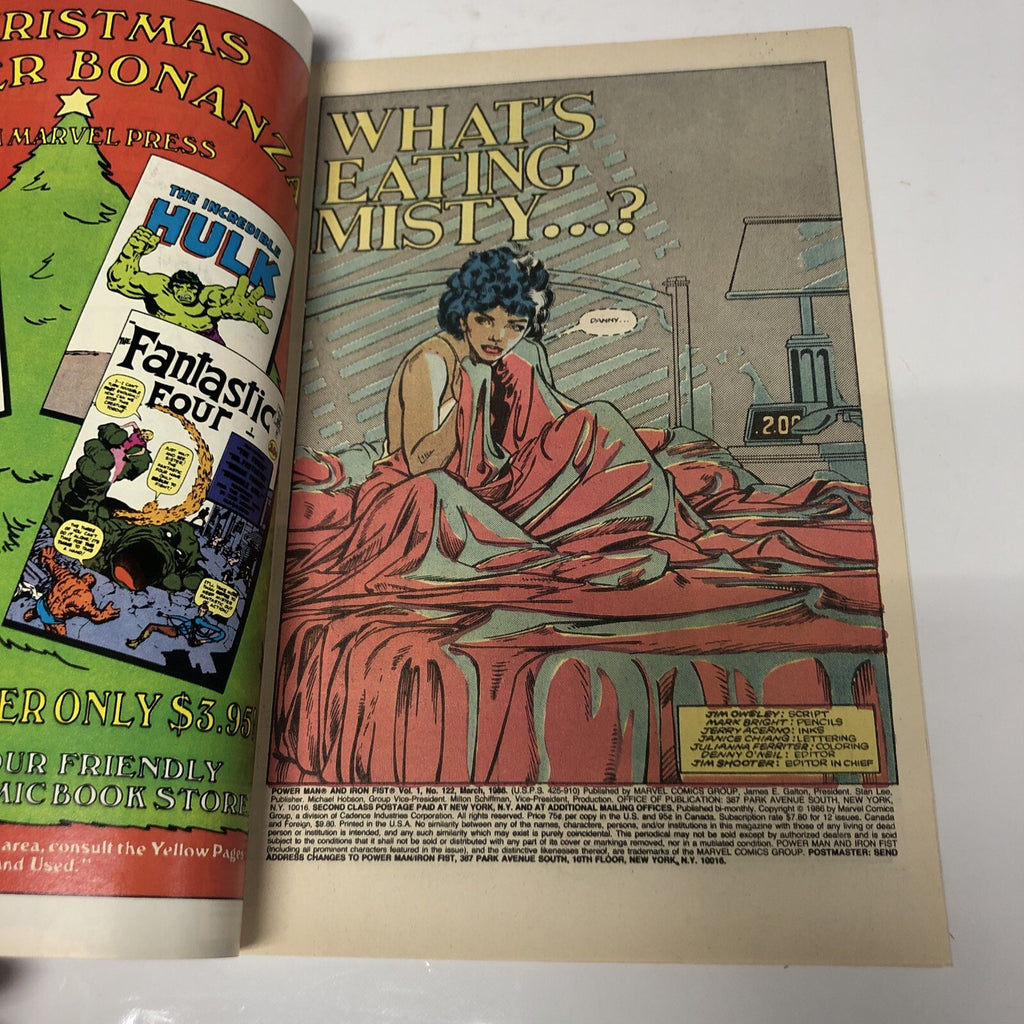 RISTMAS
ER BONANZA
MARVEL PRESS
THE INCREDIBLE
HULK
THE
FANTASTIC
FOUR
ER ONLY $3.95
OUR FRIENDLY
MIC BOOK STORE
area, consult the Yellow Pages
nd Used."
WHAT'S
EATING
MISTY...?
DANNY...
2:00
JIM OWSLEY: SCRIPT
MARK BRIGHT: PENCILS
JERRY ACERNO: INKS
JANICE CHIANG: LETTERING
JULIANNA FERRITER: COLORING
DENNY O'NEIL: EDITOR
JIM SHOOTER: EDITOR IN CHIEF
POWER MAN® AND IRON FIST® Vol. 1, No. 122, March, 1986. (U.S.P.S. 425-910) Published by MARVEL COMICS GROUP, James E. Galton, President. Stan Lee,
Publisher. Michael Hobson, Group Vice-President. Milton Schiffman, Vice-President, Production. OFFICE OF PUBLICATION: 387 PARK AVENUE SOUTH, NEW YORK,
N.Y. 10016. SECOND CLASS POSTAGE PAID AT NEW YORK, N.Y. AND AT ADDITIONAL MAILING OFFICES. Published bi-monthly. Copyright © 1986 by Marvel Comics
Group, a division of Cadence Industries Corporation. All rights reserved. Price 75¢ per copy in the U.S. and 95¢ in Canada. Subscription rate $7.80 for 12 issues. Canada
and Foreign, $9.80. Printed in the U.S.A. No similarity between any of the names, characters, persons, and/or institutions in this magazine with those of any living or dead
person or institution is intended, and any such similarity which may exist is purely coincidental. This periodical may not be sold except by authorized dealers and is sold
subject to the conditions that it shall not be sold or distributed with any part of its cover or markings removed, nor in a mutilated condition. POWER MAN AND IRON FIST
(including all prominent characters featured in the issue), and the distinctive likenesses thereof, are trademarks of the MARVEL COMICS GROUP. POSTMASTER: SEND
ADDRESS CHANGES TO POWER MAN/IRON FIST, 387 PARK AVENUE SOUTH, 10TH FLOOR, NEW YORK, N.Y. 10016.